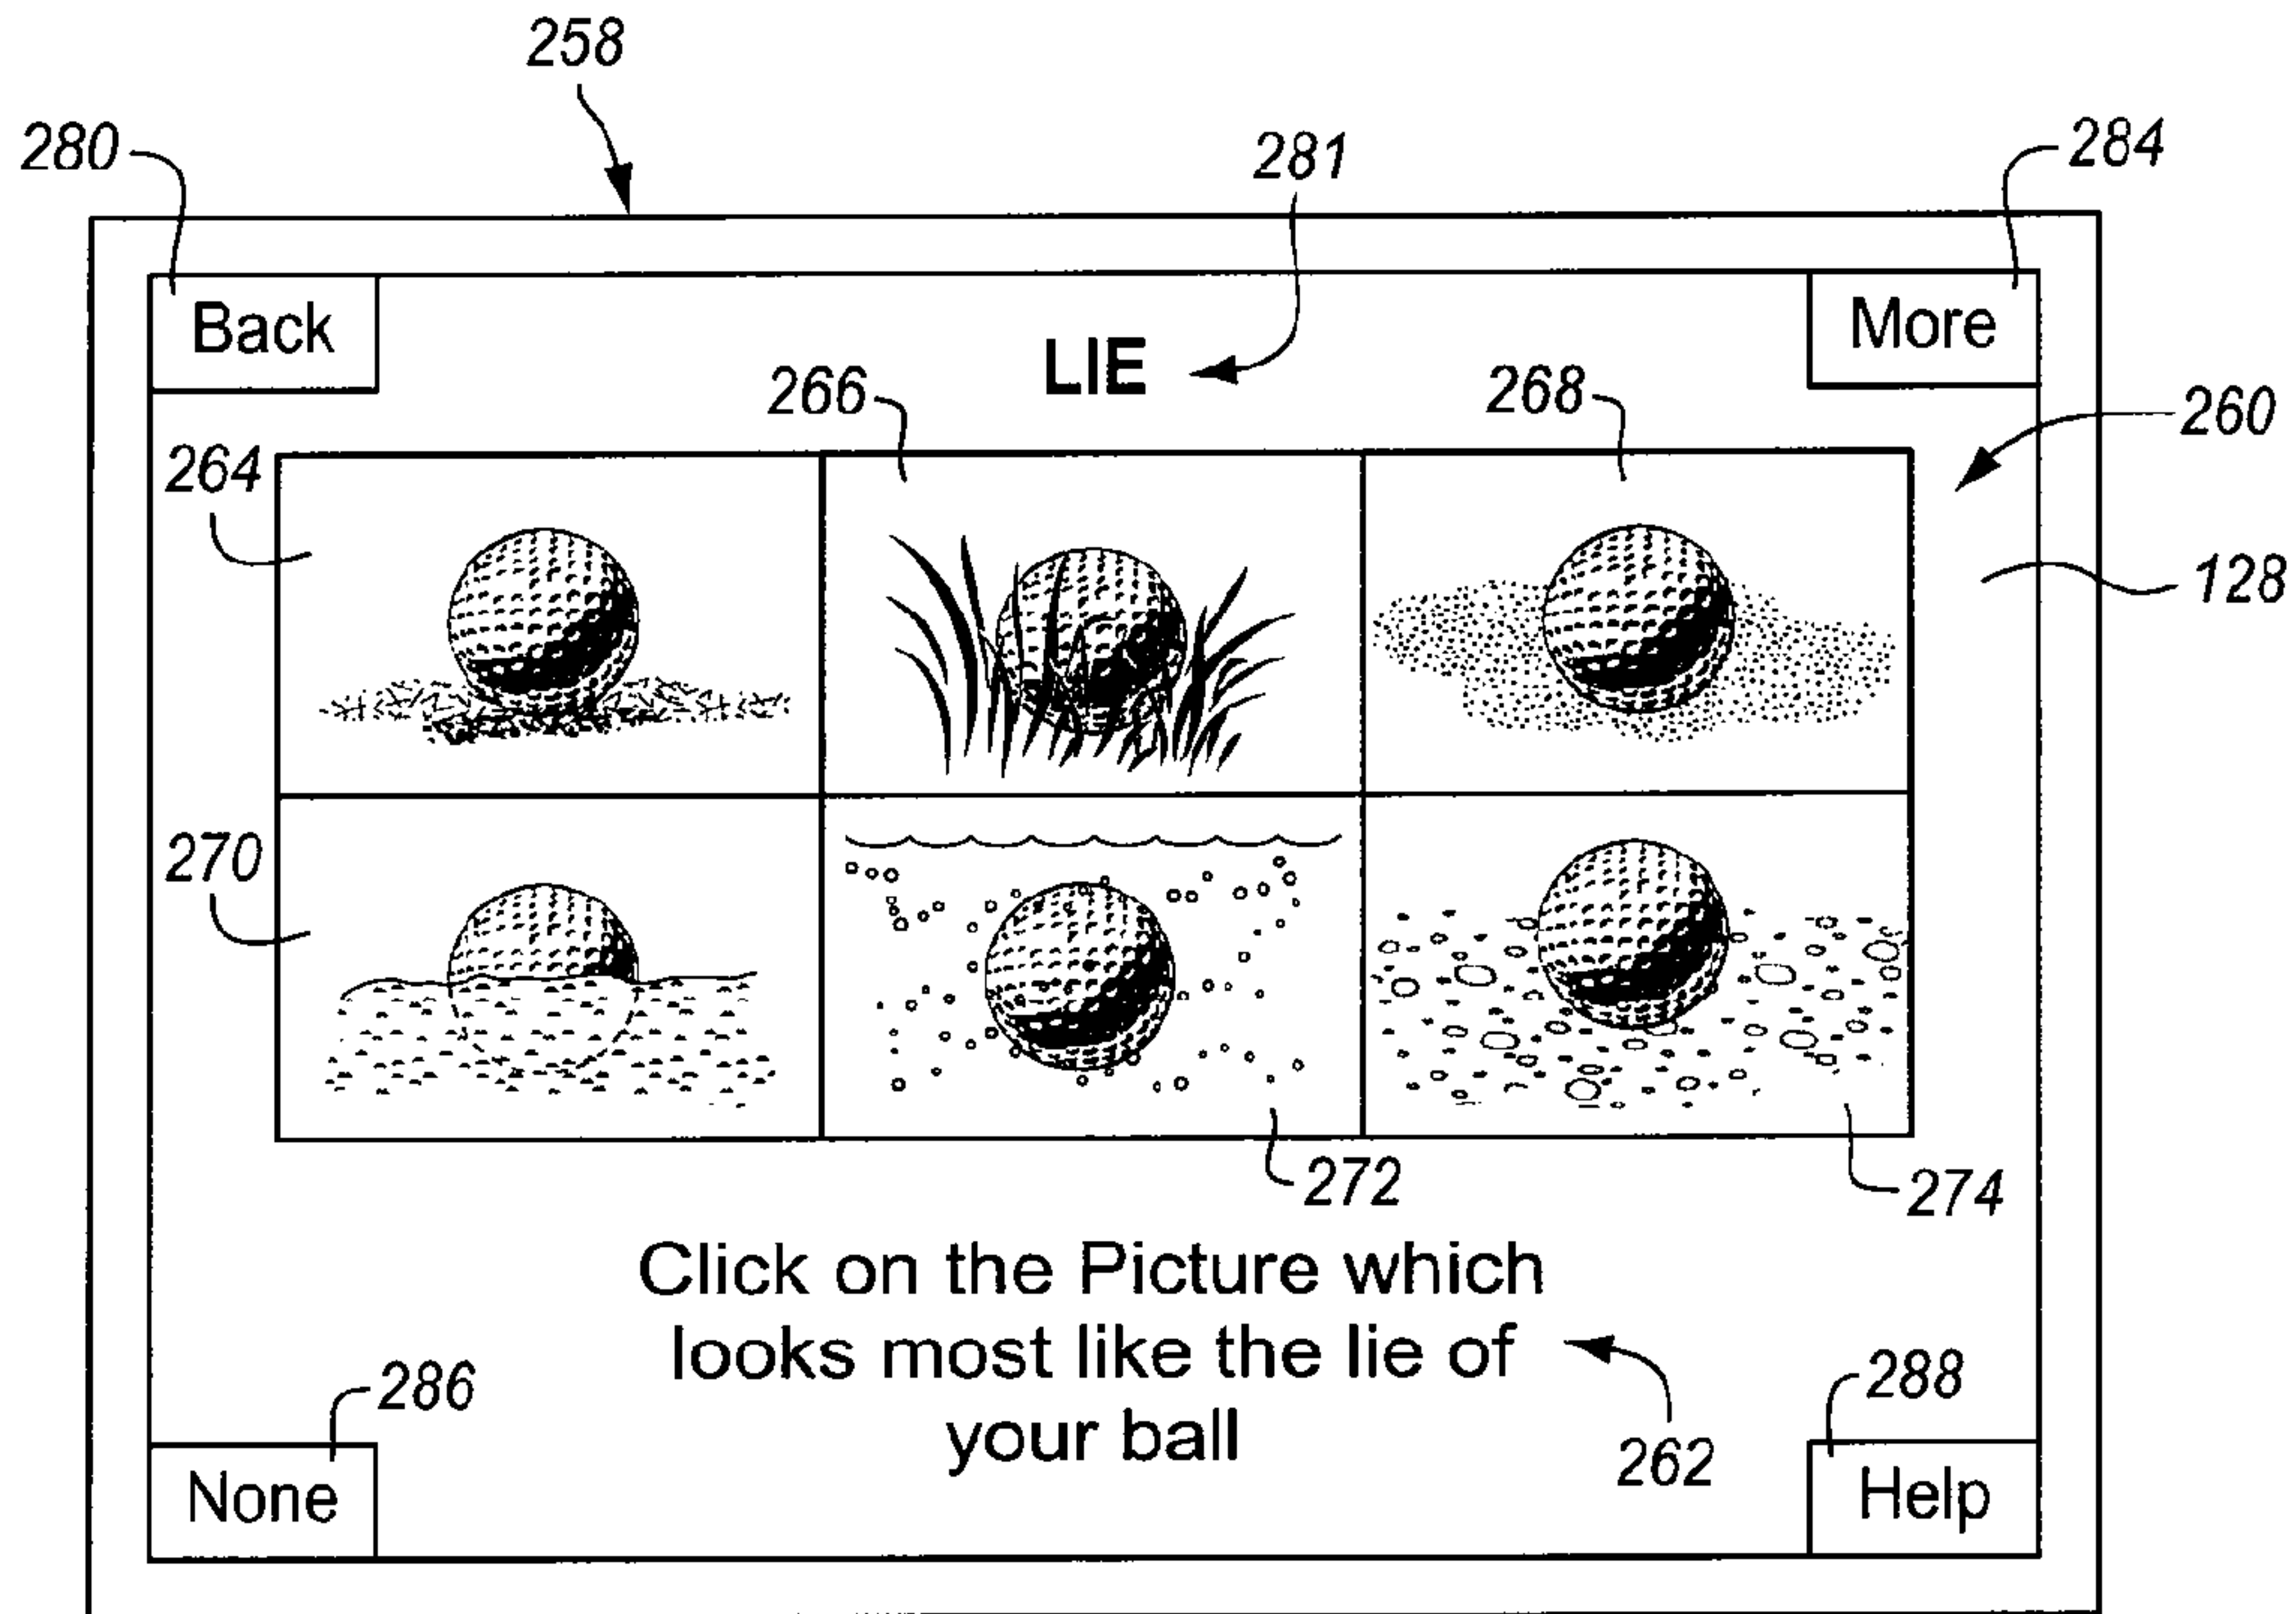 258
280
281
284
Back
LIE
More
266
268
260
264
128
270
272
274
Click on the Picture which
looks most like the lie of
your ball
286
288
262
None
Help